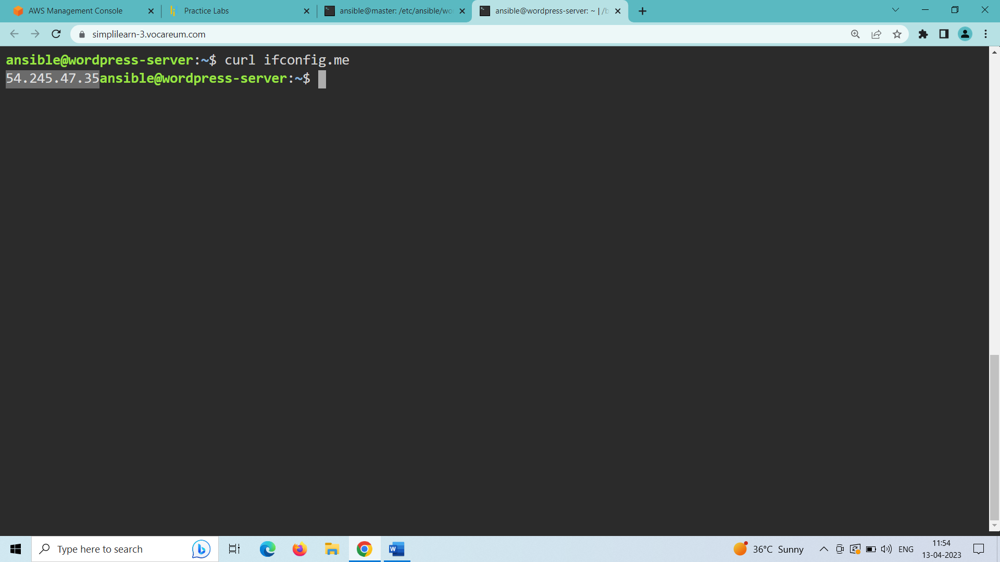 AWS Management Console
Practice Labs
ansible@master: /etc/ansible/wo
ansible@wordpress-server: ~ | /b
simplilearn-3.vocareum.com
ansible@wordpress-server:~$ curl ifconfig.me
54.245.47.35ansible@wordpress-server:~$
Type here to search
36°C Sunny
ENG
11:54
13-04-2023